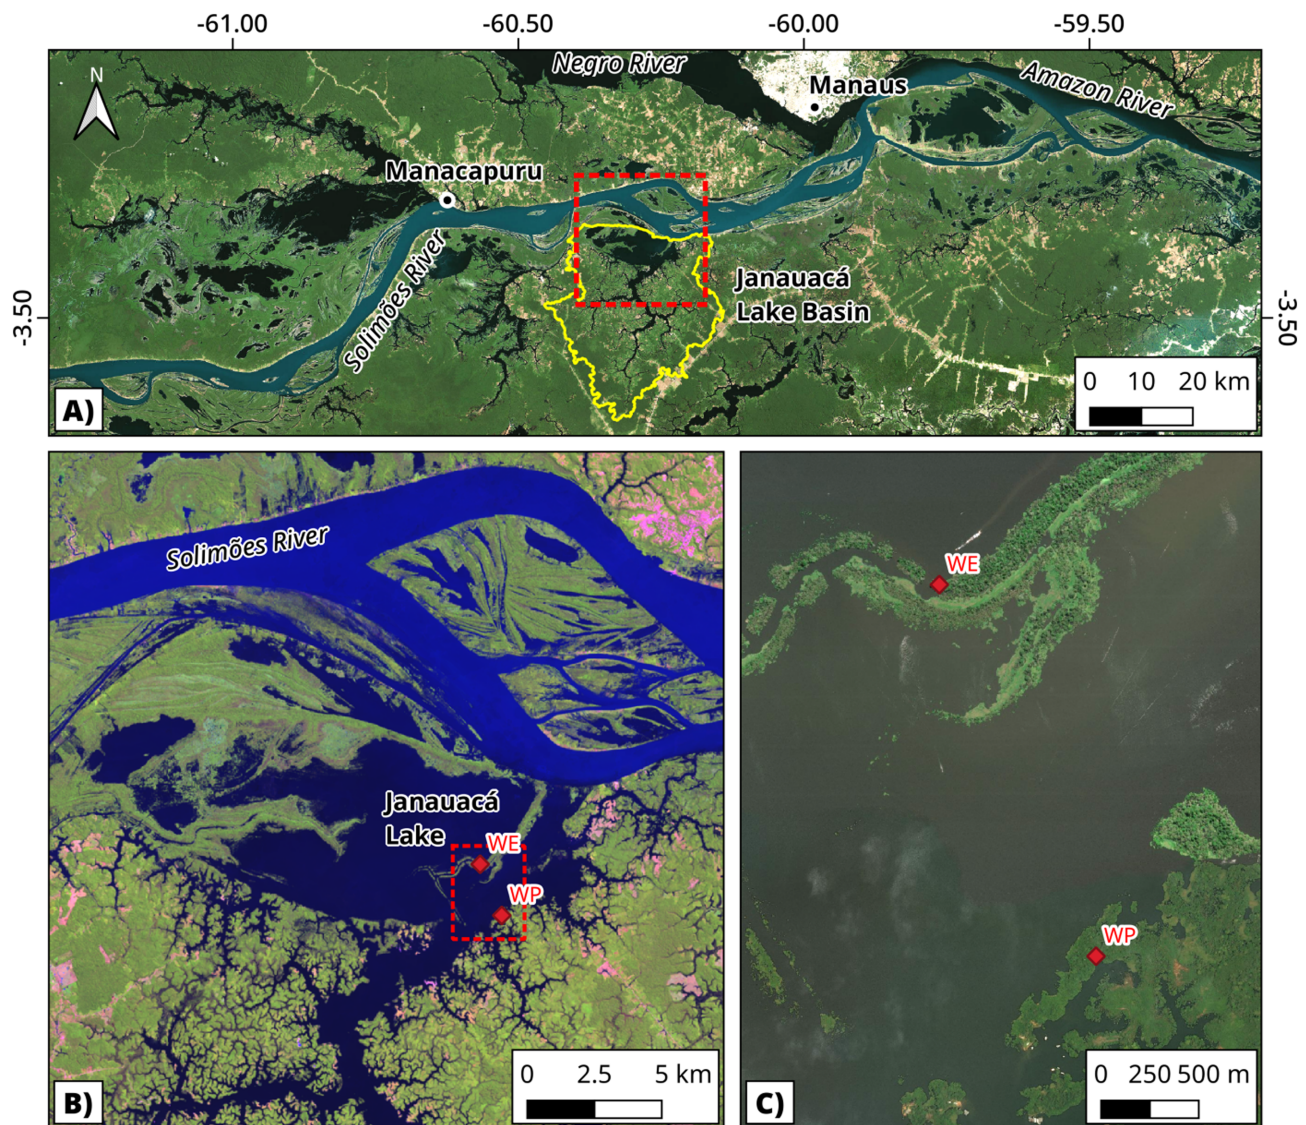 -61.00 -60.50 -60.00 -59.50
N
Negro River
Manaus
Amazon River
Manacapuru
Solimões River
Janauacá
Lake Basin
-3.50
-3.50
0 10 20 km
A)
Solimões River
Janauacá
Lake
WE
WP
0 2.5 5 km
B)
WE
WP
0 250 500 m
C)